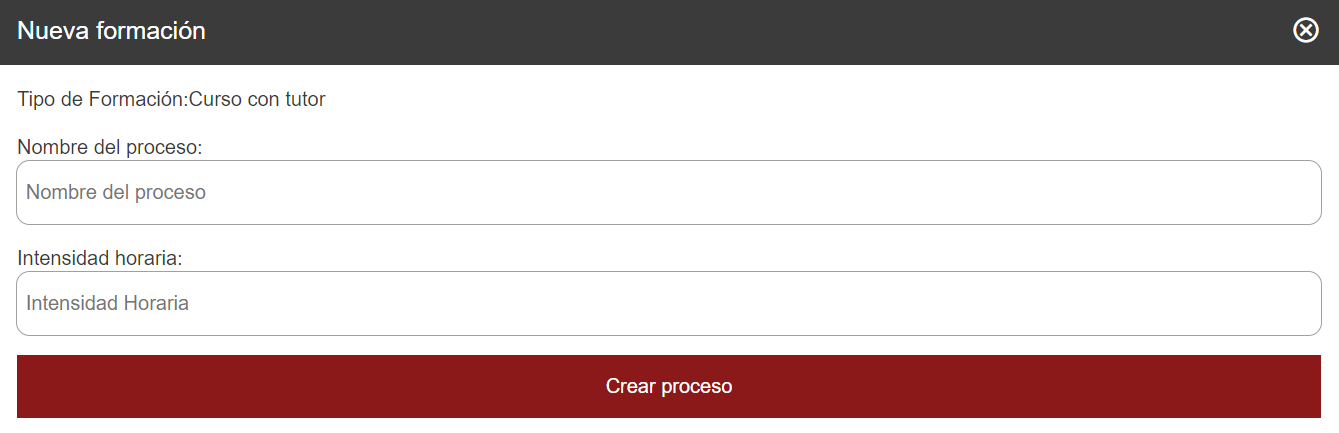 Nueva formación
Tipo de Formación:Curso con tutor
Nombre del proceso:
Nombre del proceso
Intensidad horaria:
Intensidad Horaria
Crear proceso